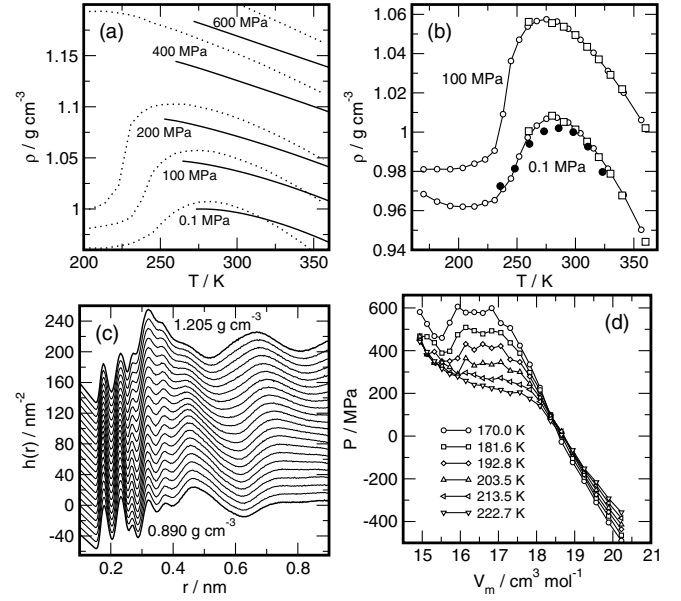 (a)
600 MPa
400 MPa
200 MPa
100 MPa
0.1 MPa
1.15
1.1
1.05
1
ρ / g cm⁻³
200 250 300 350
T / K
(b)
100 MPa
0.1 MPa
1.06
1.04
1.02
1
0.98
0.96
0.94
ρ / g cm⁻³
200 250 300 350
T / K
(c)
1.205 g cm⁻³
0.890 g cm⁻³
240
200
160
120
80
40
0
-40
h(r) / nm⁻²
0.2 0.4 0.6 0.8
r / nm
(d)
600
400
200
0
-200
-400
P / MPa
170.0 K
181.6 K
192.8 K
203.5 K
213.5 K
222.7 K
15 16 17 18 19 20 21
Vₘ / cm³ mol⁻¹